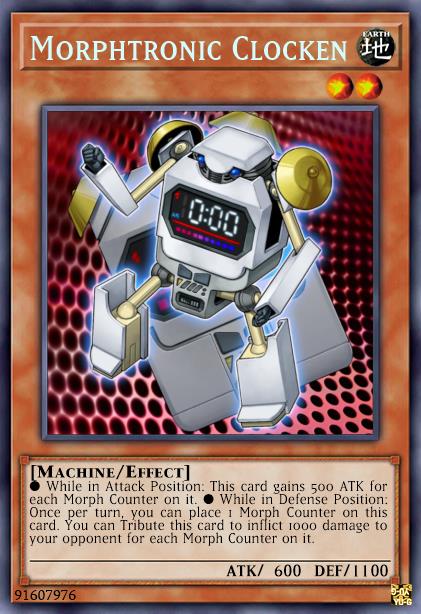 MORPHTRONIC CLOCKEN
EARTH
地
0:00
[MACHINE/EFFECT]
● While in Attack Position: This card gains 500 ATK for
each Morph Counter on it. ● While in Defense Position:
Once per turn, you can place 1 Morph Counter on this
card. You can Tribute this card to inflict 1000 damage to
your opponent for each Morph Counter on it.
ATK/ 600 DEF/1100
91607976